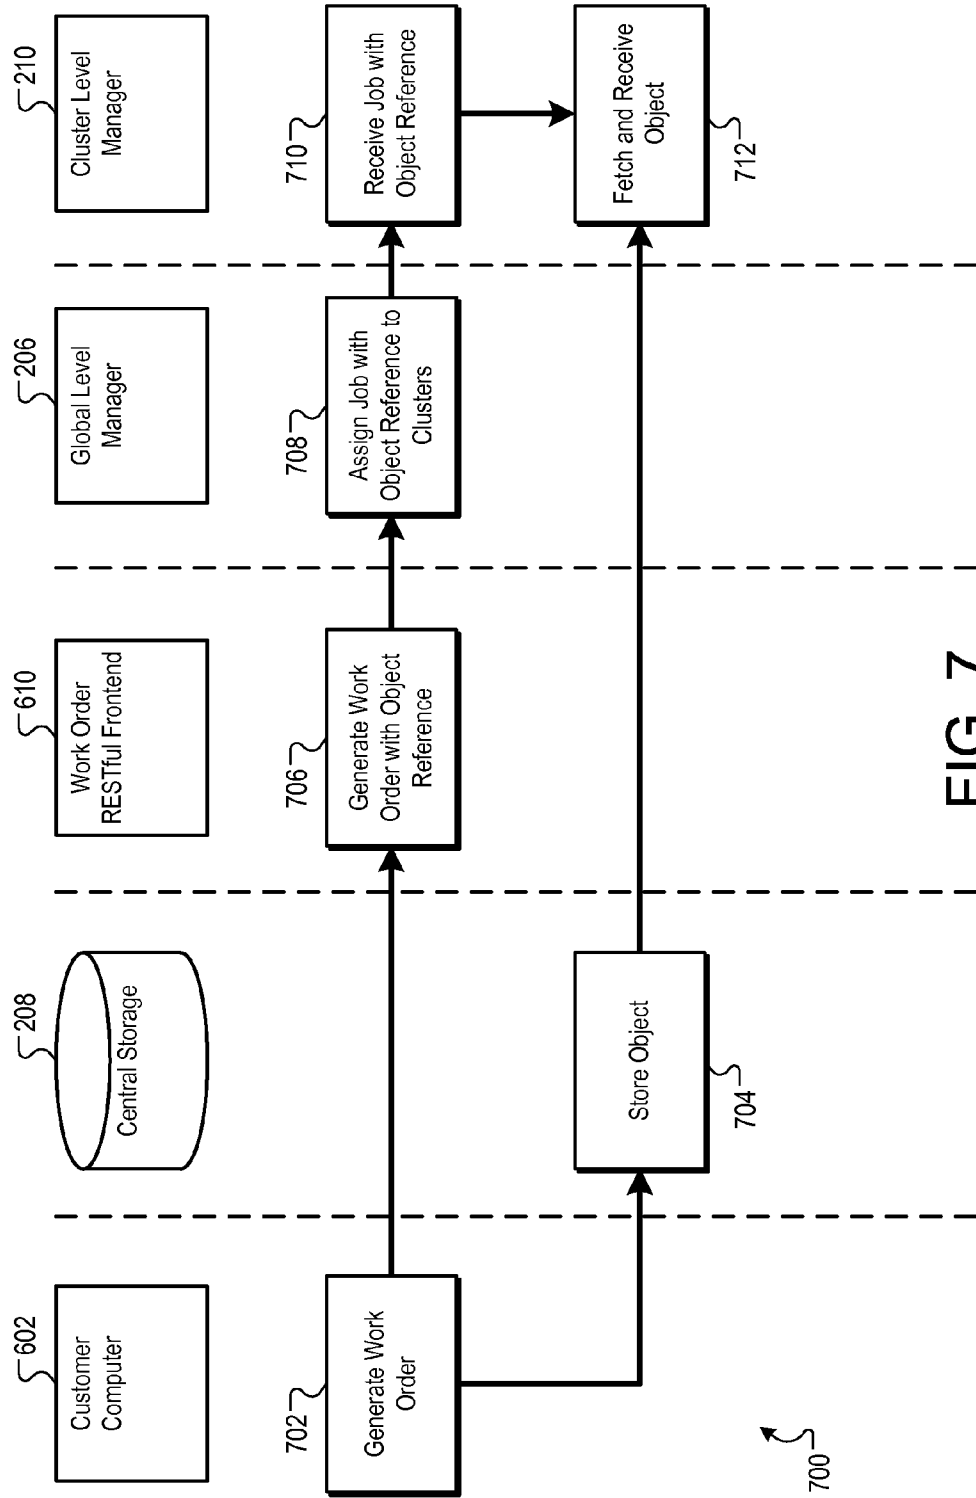 602
Customer
Computer
208
Central Storage
610
Work Order
RESTful Frontend
206
Global Level
Manager
210
Cluster Level
Manager
702
Generate Work
Order
706
Generate Work
Order with Object
Reference
708
Assign Job with
Object Reference to
Clusters
710
Receive Job with
Object Reference
Store Object
704
Fetch and Receive
Object
712
700
FIG. 7